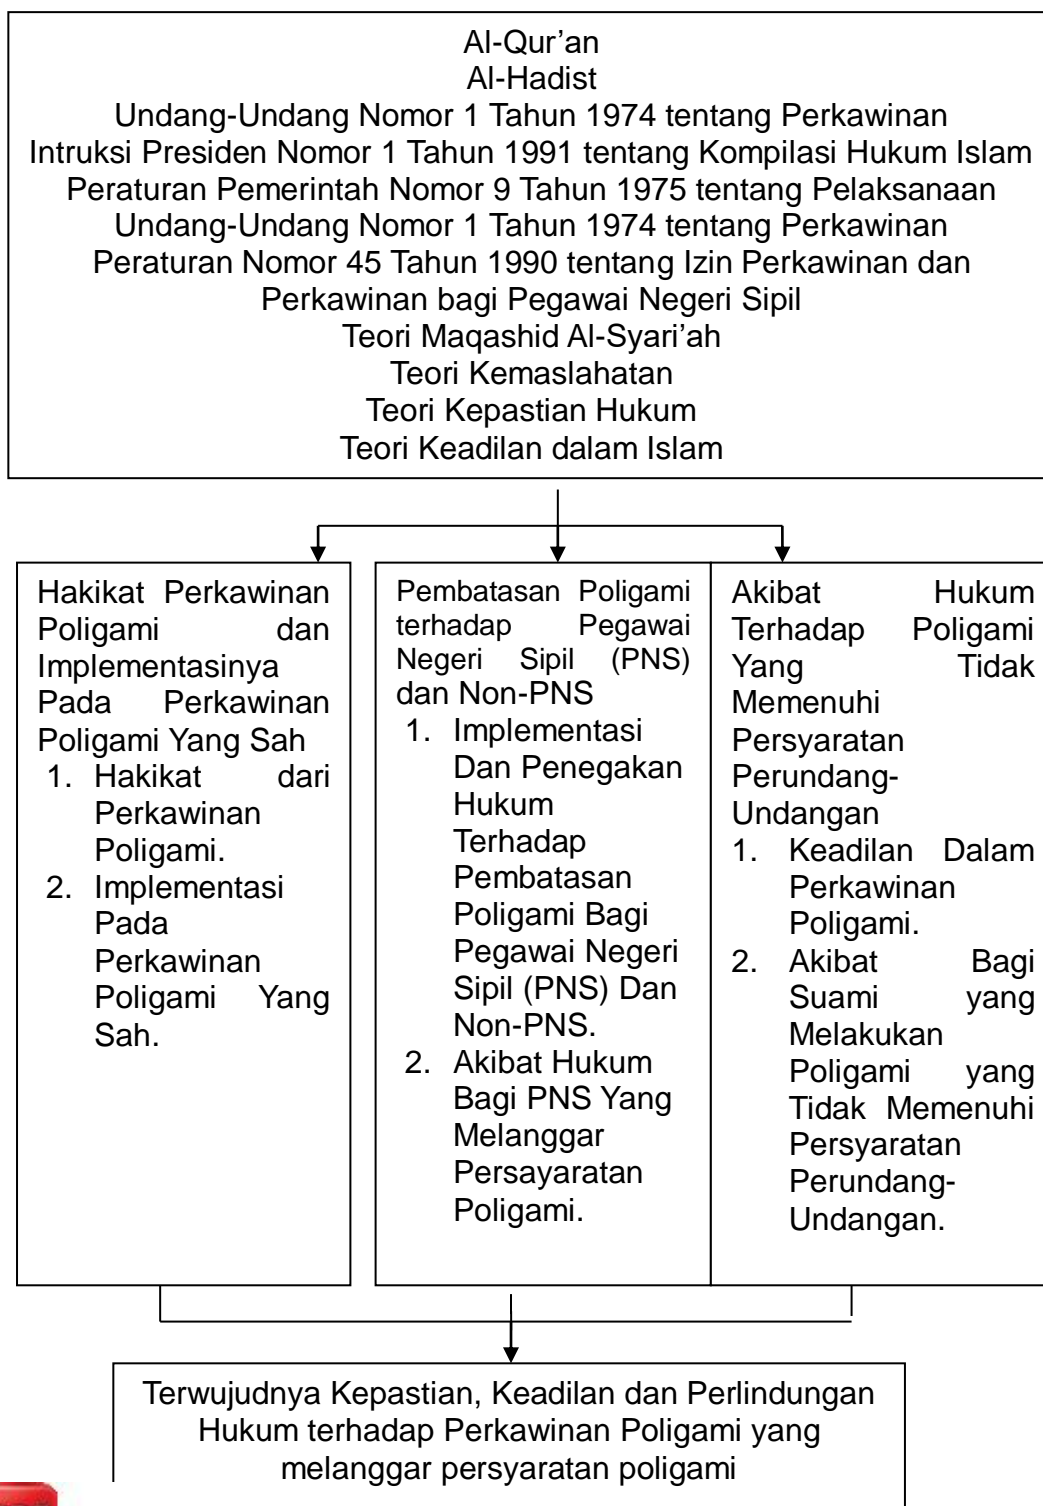 Al-Qur’an
Al-Hadist
Undang-Undang Nomor 1 Tahun 1974 tentang Perkawinan
Intruksi Presiden Nomor 1 Tahun 1991 tentang Kompilasi Hukum Islam
Peraturan Pemerintah Nomor 9 Tahun 1975 tentang Pelaksanaan
Undang-Undang Nomor 1 Tahun 1974 tentang Perkawinan
Peraturan Nomor 45 Tahun 1990 tentang Izin Perkawinan dan
Perkawinan bagi Pegawai Negeri Sipil
Teori Maqashid Al-Syari’ah
Teori Kemaslahatan
Teori Kepastian Hukum
Teori Keadilan dalam Islam
Hakikat Perkawinan
Poligami dan
Implementasinya
Pada Perkawinan
Poligami Yang Sah
1. Hakikat dari
Perkawinan
Poligami.
2. Implementasi
Pada
Perkawinan
Poligami Yang
Sah.
Pembatasan Poligami
terhadap Pegawai
Negeri Sipil (PNS)
dan Non-PNS
1. Implementasi
Dan Penegakan
Hukum
Terhadap
Pembatasan
Poligami Bagi
Pegawai Negeri
Sipil (PNS) Dan
Non-PNS.
2. Akibat Hukum
Bagi PNS Yang
Melanggar
Persayaratan
Poligami.
Akibat Hukum
Terhadap Poligami
Yang Tidak
Memenuhi
Persyaratan
Perundang-
Undangan
1. Keadilan Dalam
Perkawinan
Poligami.
2. Akibat Bagi
Suami yang
Melakukan
Poligami yang
Tidak Memenuhi
Persyaratan
Perundang-
Undangan.
Terwujudnya Kepastian, Keadilan dan Perlindungan
Hukum terhadap Perkawinan Poligami yang
melanggar persyaratan poligami